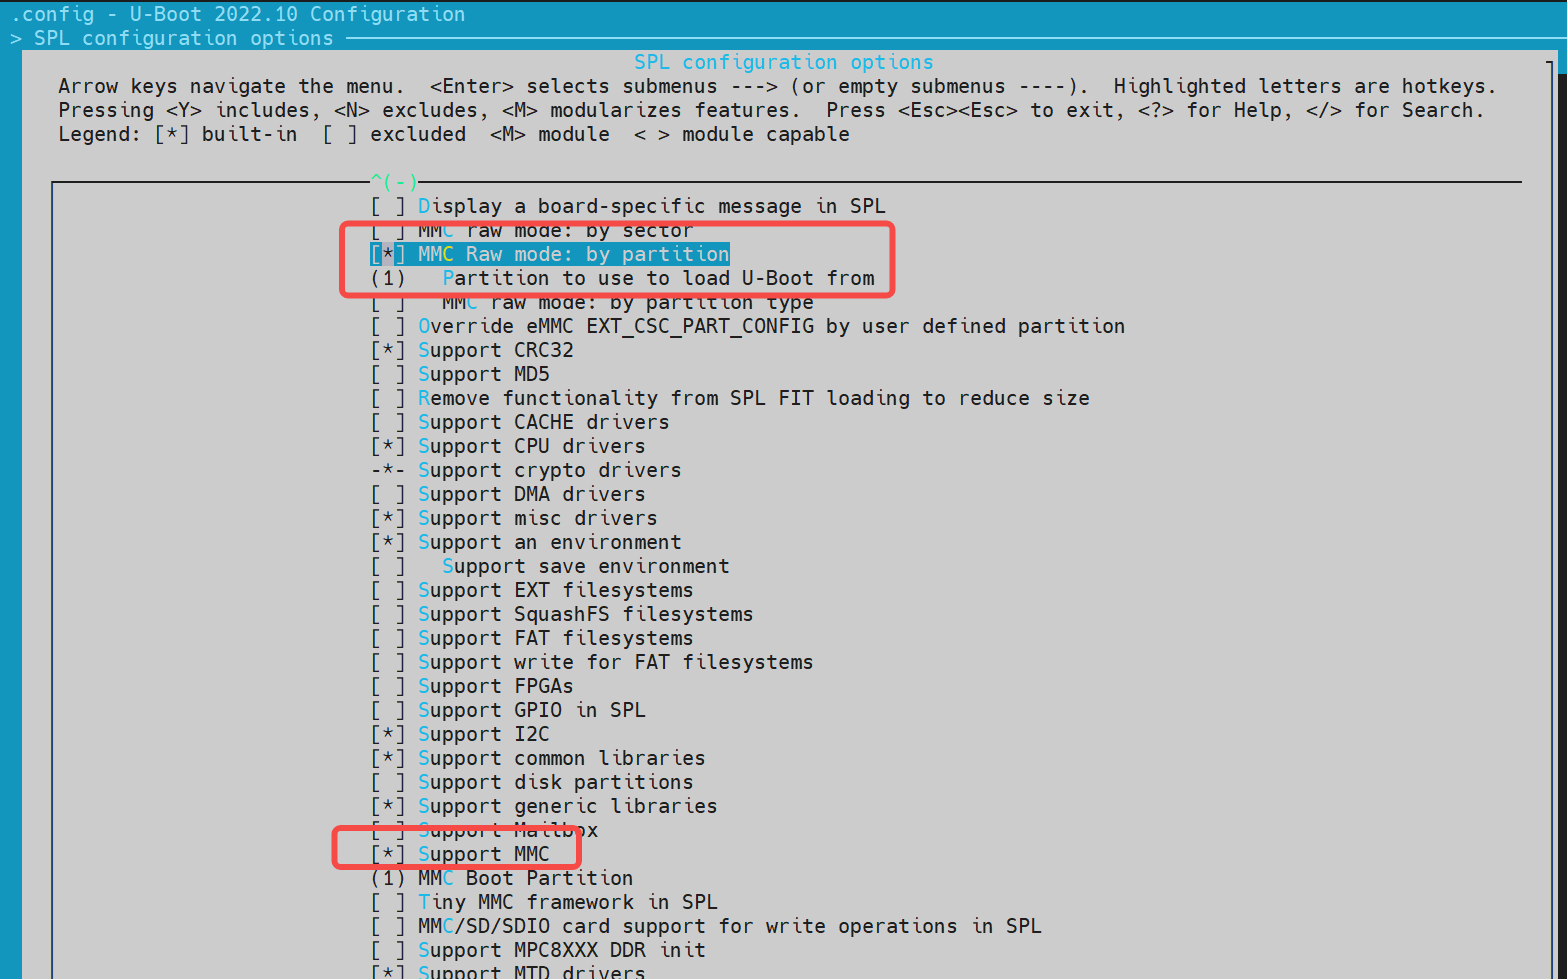 .config - U-Boot 2022.10 Configuration
> SPL configuration options
SPL configuration options
Arrow keys navigate the menu.  <Enter> selects submenus ---> (or empty submenus ----).  Highlighted letters are hotkeys.
Pressing <Y> includes, <N> excludes, <M> modularizes features.  Press <Esc><Esc> to exit, <?> for Help, </> for Search.
Legend: [*] built-in  [ ] excluded  <M> module  < > module capable
^(-)
[ ] Display a board-specific message in SPL
[ ] MMC raw mode: by sector
[*] MMC Raw mode: by partition
(1)   Partition to use to load U-Boot from
[ ]   MMC raw mode: by partition type
[ ] Override eMMC EXT_CSC_PART_CONFIG by user defined partition
[*] Support CRC32
[ ] Support MD5
[ ] Remove functionality from SPL FIT loading to reduce size
[ ] Support CACHE drivers
[*] Support CPU drivers
-*- Support crypto drivers
[ ] Support DMA drivers
[*] Support misc drivers
[*] Support an environment
[ ]   Support save environment
[ ] Support EXT filesystems
[ ] Support SquashFS filesystems
[ ] Support FAT filesystems
[ ] Support write for FAT filesystems
[ ] Support FPGAs
[ ] Support GPIO in SPL
[*] Support I2C
[*] Support common libraries
[ ] Support disk partitions
[*] Support generic libraries
[ ] Support Mailbox
[*] Support MMC
(1) MMC Boot Partition
[ ] Tiny MMC framework in SPL
[ ] MMC/SD/SDIO card support for write operations in SPL
[ ] Support MPC8XXX DDR init
[*] Support MTD drivers